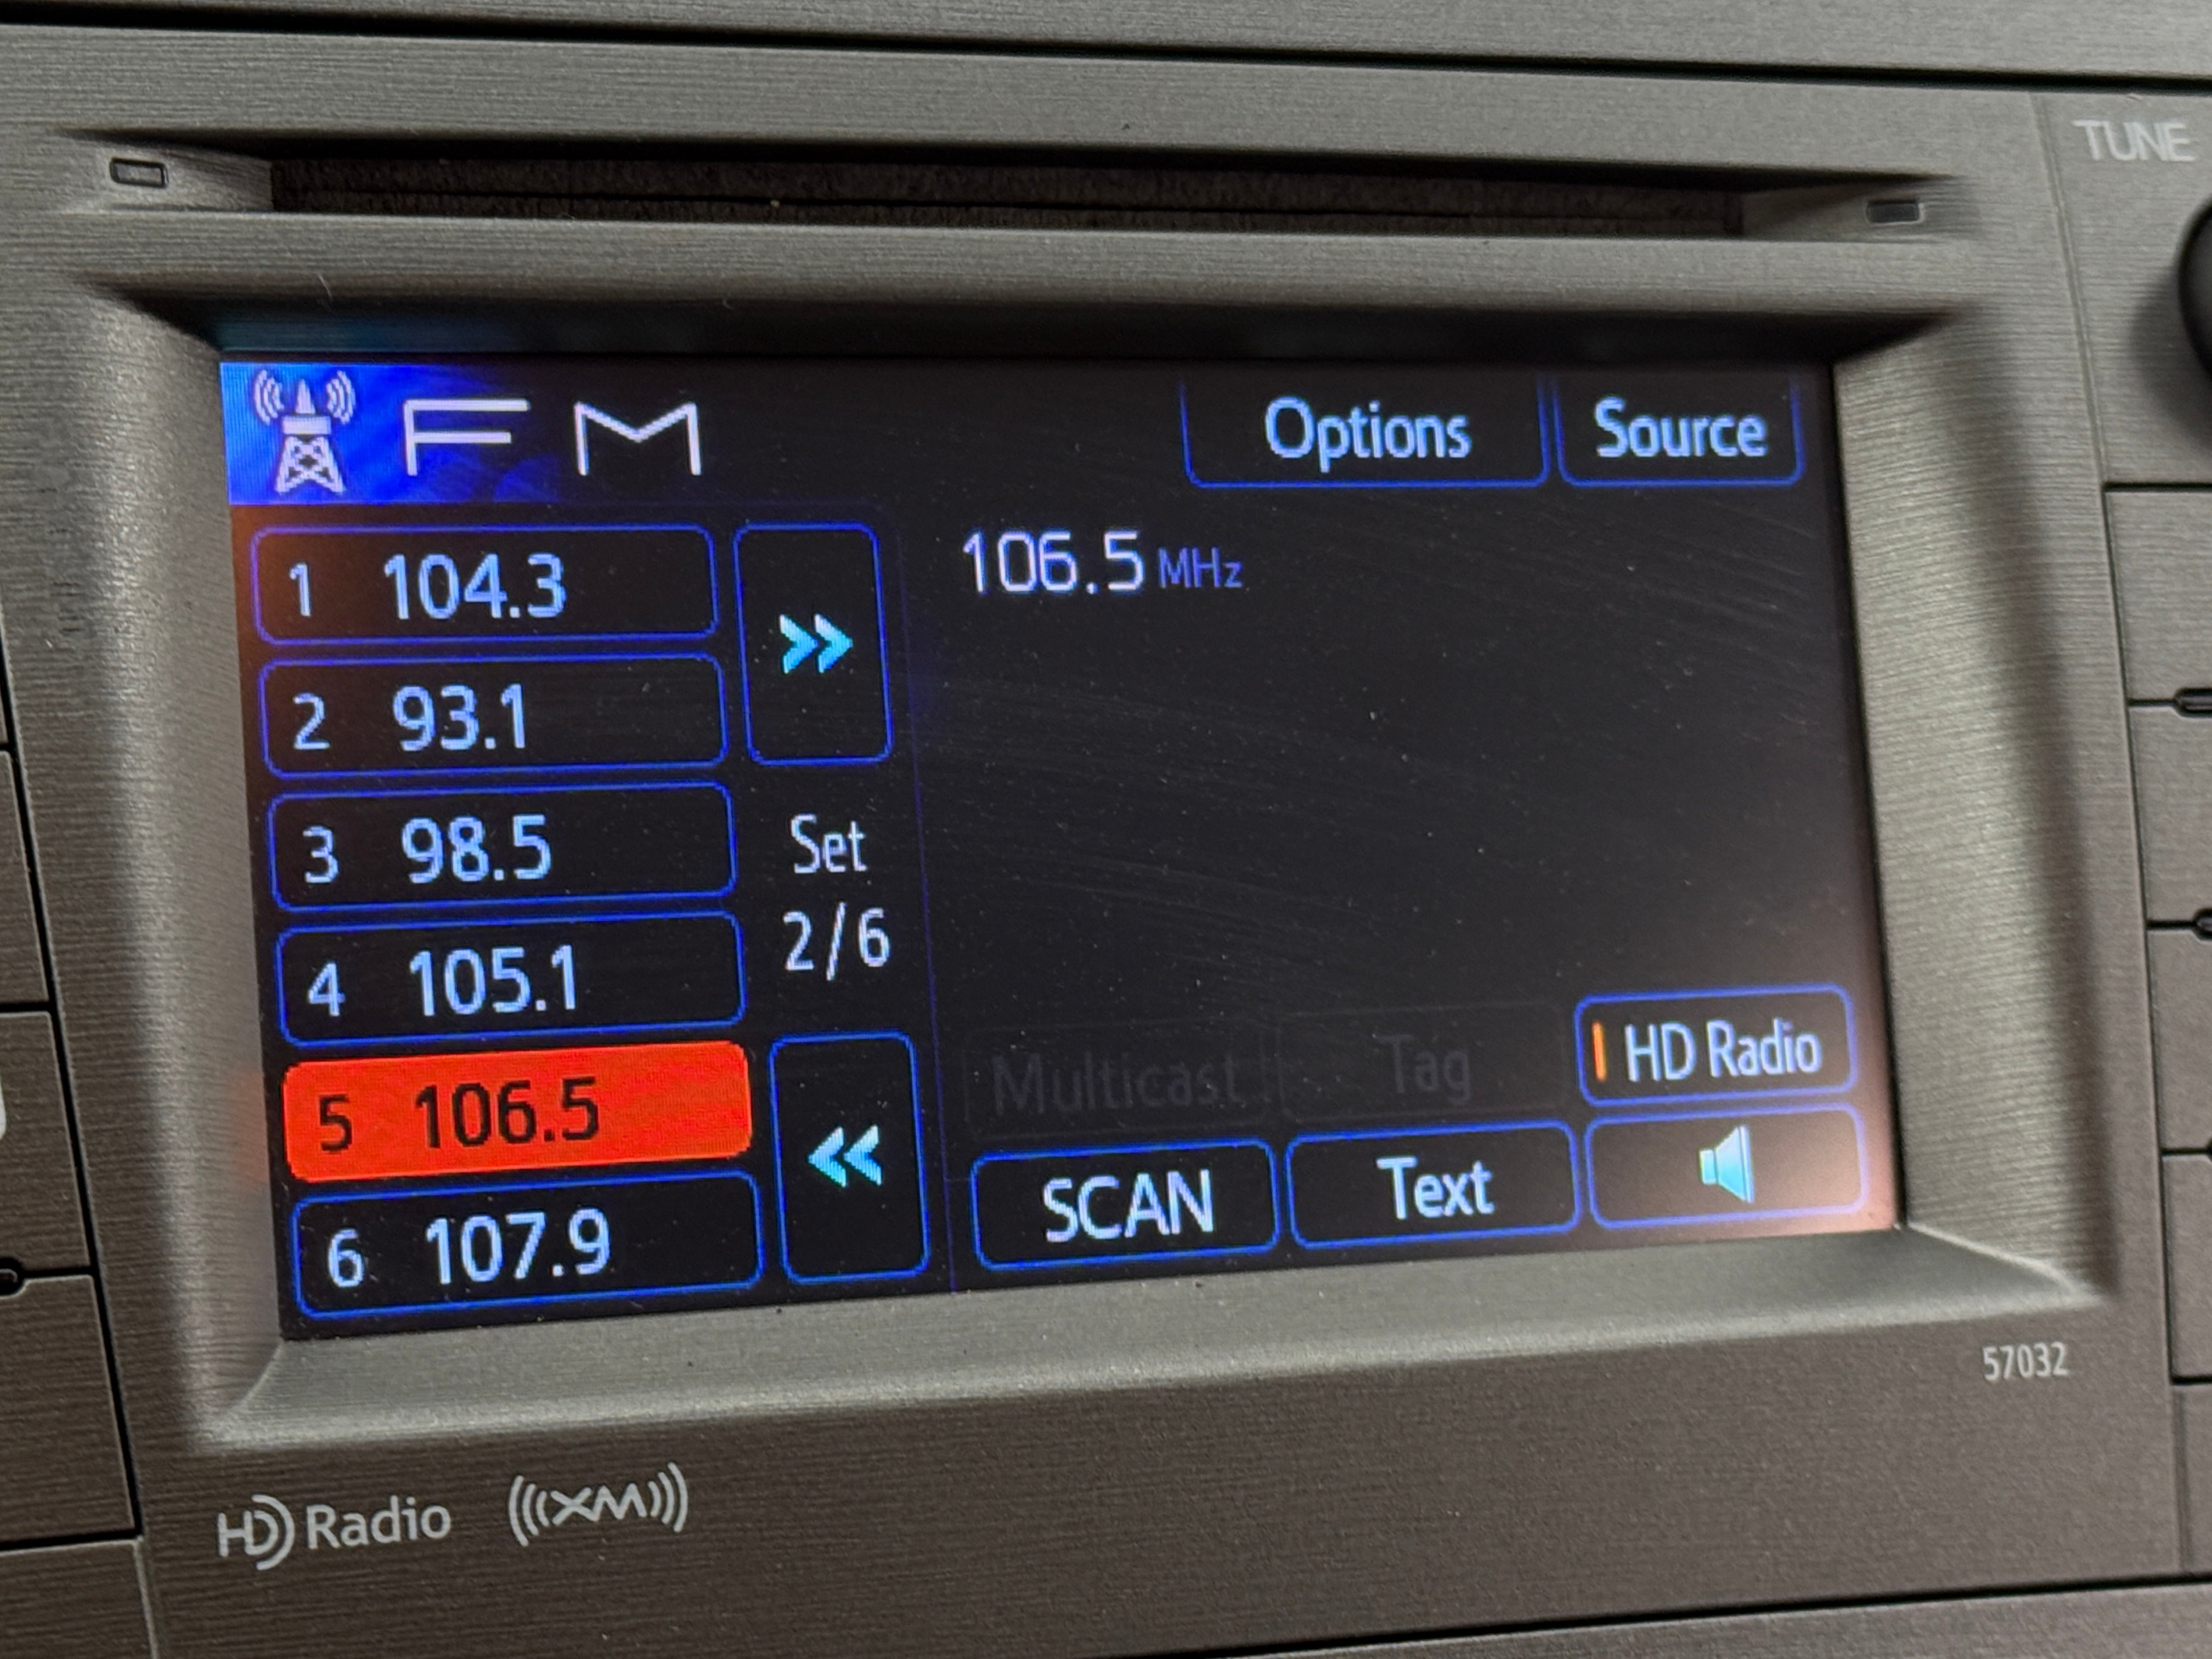 TUNE
FM
Options
Source
1 104.3
106.5 MHz
2 93.1
3 98.5
Set
2/6
4 105.1
Multicast
Tag
HD Radio
5 106.5
SCAN
Text
6 107.9
57032
HD Radio
((( XM )))